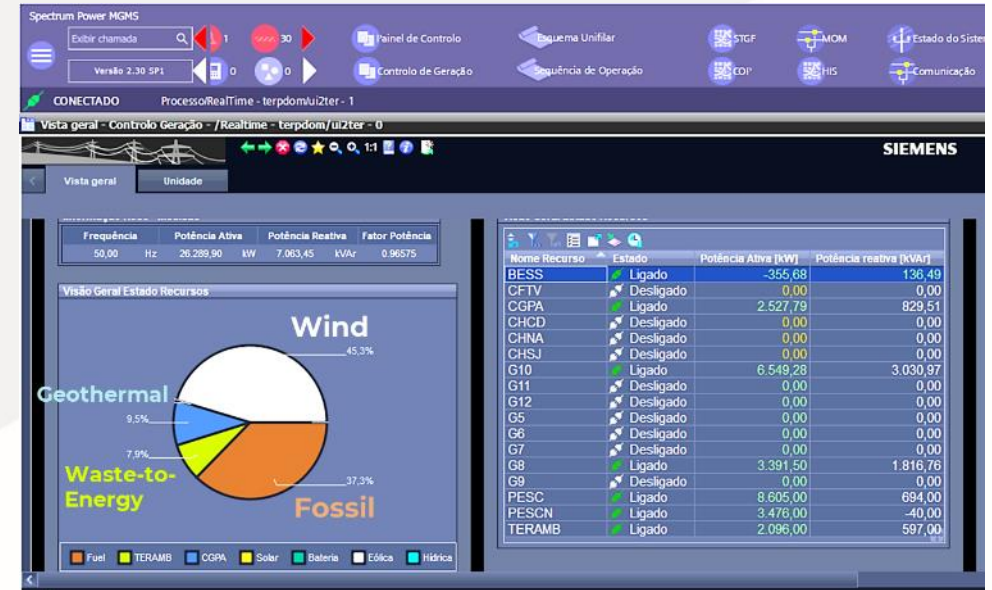 Spectrum Power MGMS
Exibir chamada
1
30
Painel de Controlo
Esquema Unifilar
STGF
MOM
Estado do Sister
Versão 2.30 SP1
0
0
Controlo de Geração
Sequência de Operação
COP
HIS
Comunicação
CONECTADO Processo/RealTime - terpdom/ui2ter - 1
Vista geral - Controlo Geração - /Realtime - terpdom/ui2ter - 0
1:1
SIEMENS
Vista geral Unidade
Frequência Potência Ativa Potência Reativa Fator Potência
50,00 Hz 26.289,90 kW 7.063,45 kVAr 0.96575
Visão Geral Estado Recursos
Wind
45,3%
Geothermal
9,5%
7,9%
Waste-to-
Energy
37,3%
Fossil
Fuel TERAMB CGPA Solar Bateria Eólica Hídrica
Nome Recurso Estado Potência Ativa [kW] Potência reativa [kVAr]
BESS Ligado -355,68 136,49
CFTV Desligado 0,00 0,00
CGPA Ligado 2.527,79 829,51
CHCD Desligado 0,00 0,00
CHNA Desligado 0,00 0,00
CHSJ Desligado 0,00 0,00
G10 Ligado 6.549,28 3.030,97
G11 Desligado 0,00 0,00
G12 Desligado 0,00 0,00
G5 Desligado 0,00 0,00
G6 Desligado 0,00 0,00
G7 Desligado 0,00 0,00
G8 Ligado 3.391,50 1.816,76
G9 Desligado 0,00 0,00
PESC Ligado 8.605,00 694,00
PESCN Ligado 3.476,00 -40,00
TERAMB Ligado 2.096,00 597,00